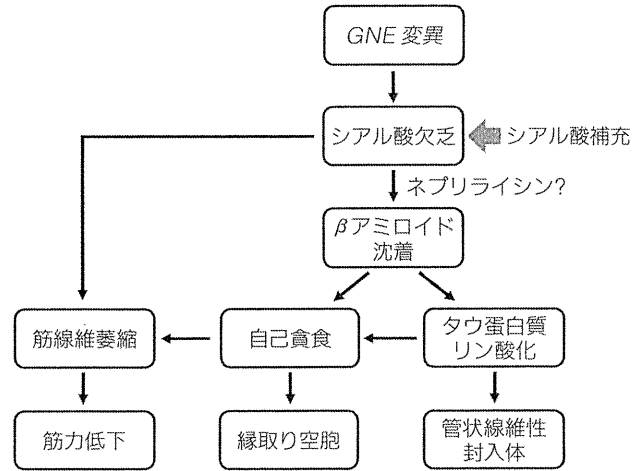 GNE 変異
シアル酸欠乏
シアル酸補充
ネプリライシン?
βアミロイド
沈着
筋線維萎縮
自己貪食
タウ蛋白質
リン酸化
筋力低下
縁取り空胞
管状線維性
封入体